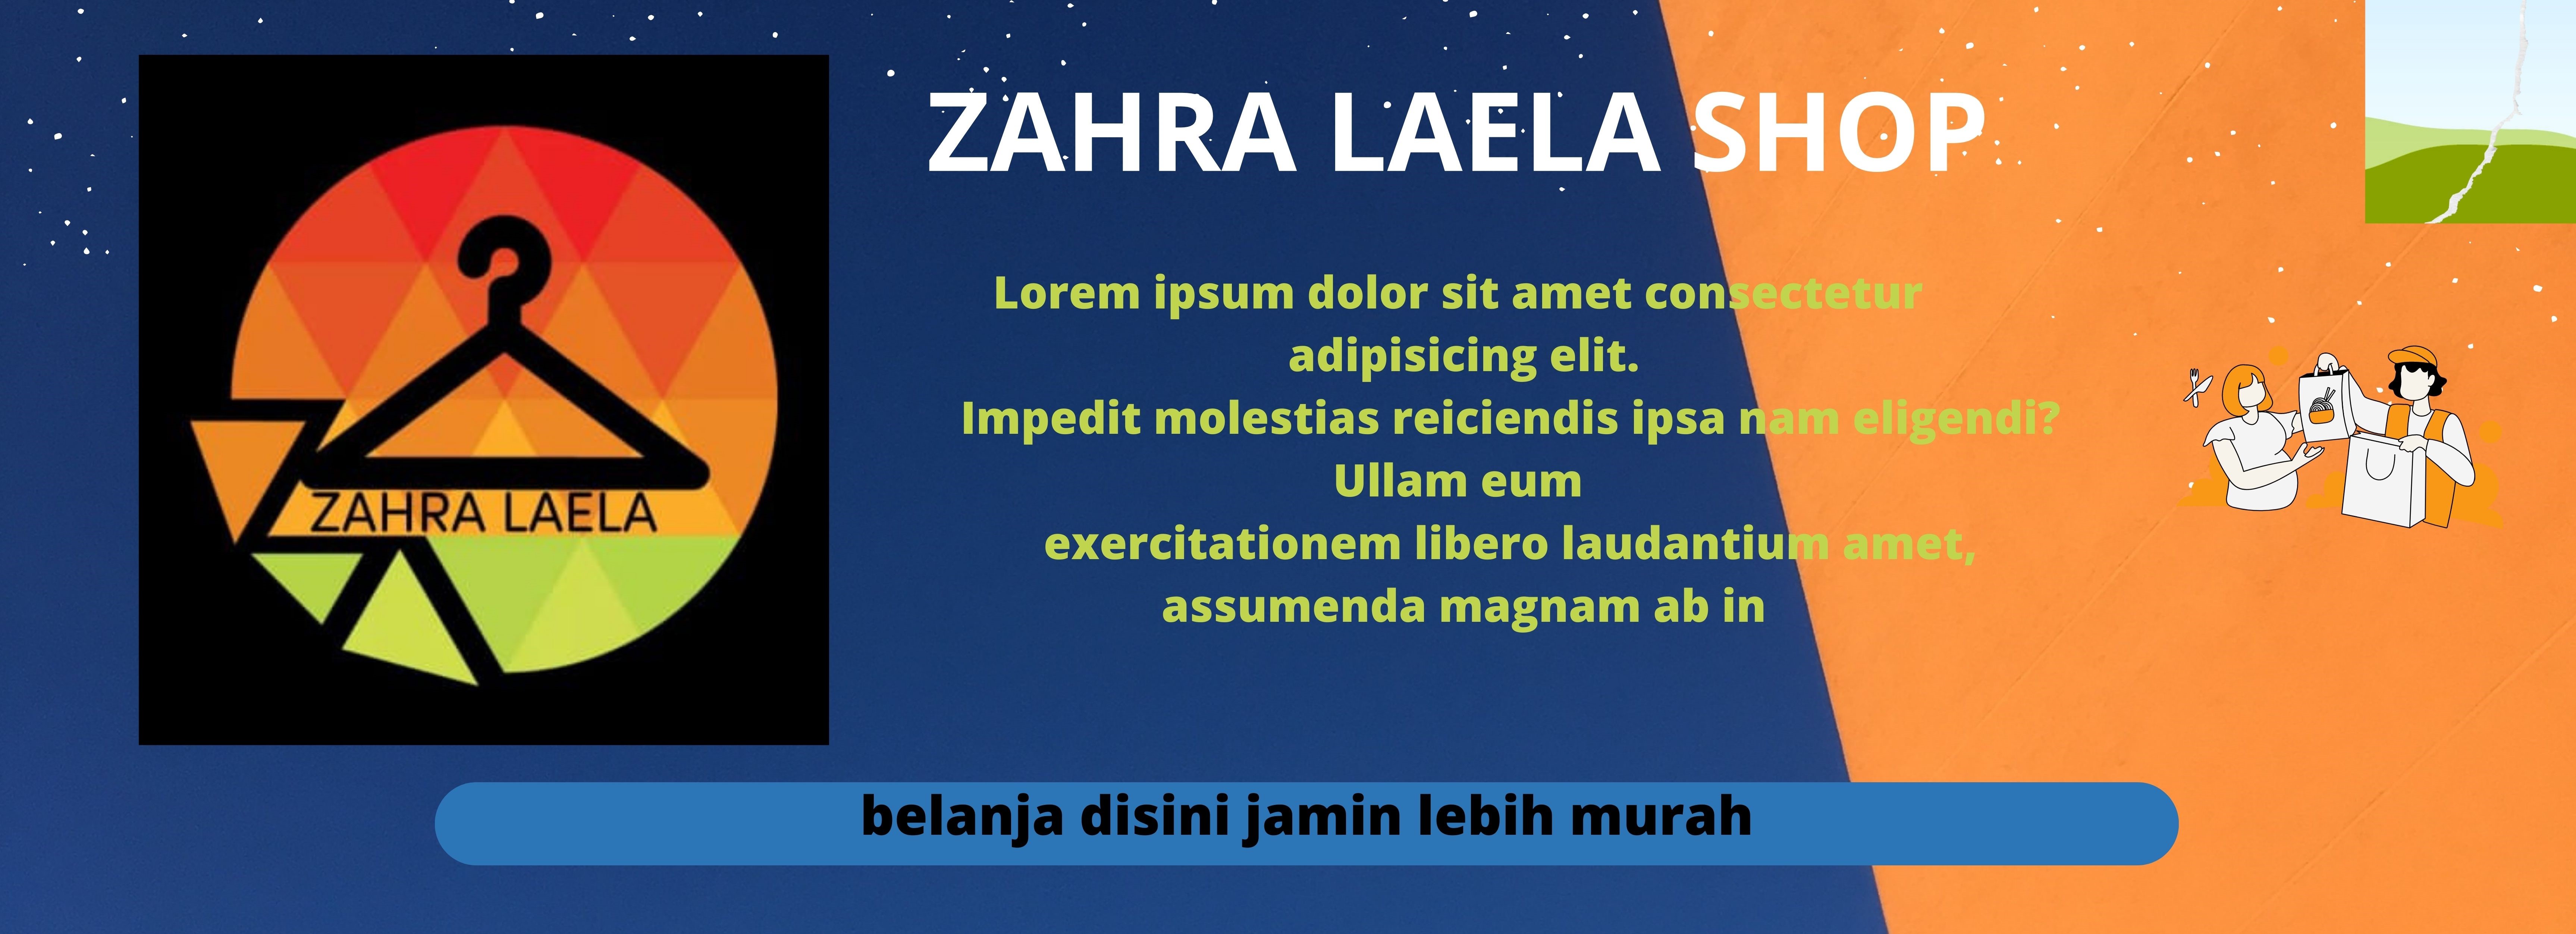 ZAHRA LAELA SHOP
ZAHRA LAELA
Lorem ipsum dolor sit amet consectetur
adipisicing elit.
Impedit molestias reiciendis ipsa nam eligendi?
Ullam eum
exercitationem libero laudantium amet,
assumenda magnam ab in
belanja disini jamin lebih murah